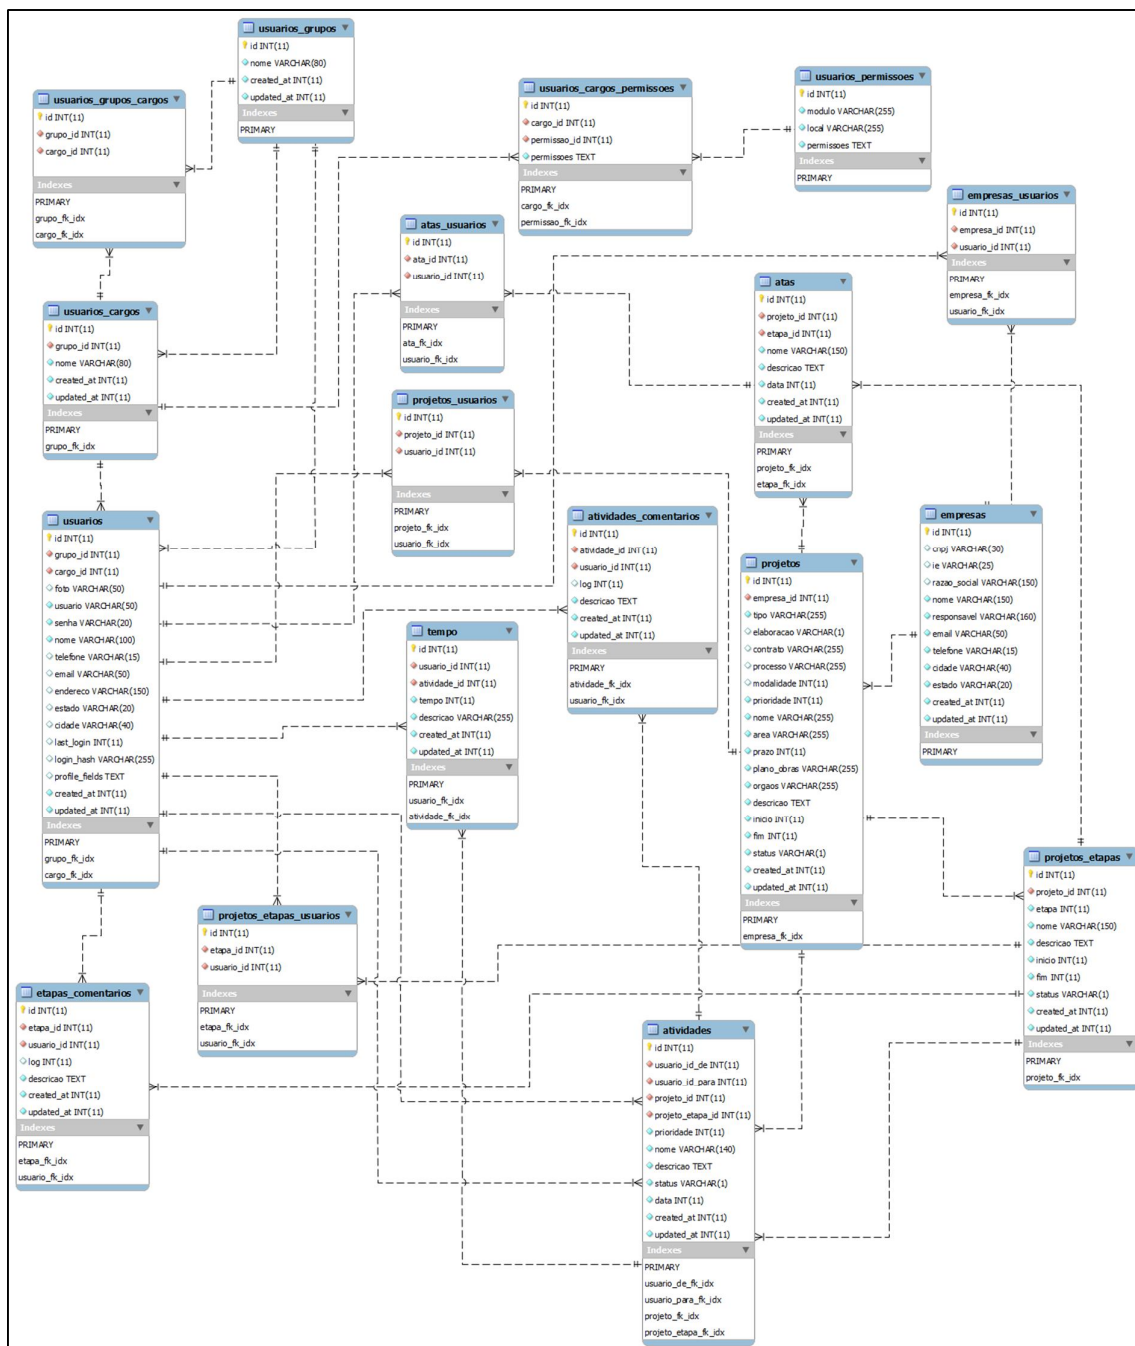 usuarios_grupos
id INT(11)
nome VARCHAR(80)
created_at INT(11)
updated_at INT(11)
Indexes
PRIMARY
usuarios_grupos_cargos
id INT(11)
grupo_id INT(11)
cargo_id INT(11)
Indexes
PRIMARY
grupo_fk_idx
cargo_fk_idx
usuarios_cargos_permissoes
id INT(11)
cargo_id INT(11)
permissao_id INT(11)
permissoes TEXT
Indexes
PRIMARY
cargo_fk_idx
permissao_fk_idx
usuarios_permissoes
id INT(11)
modulo VARCHAR(255)
local VARCHAR(255)
permissoes TEXT
Indexes
PRIMARY
empresas_usuarios
id INT(11)
empresa_id INT(11)
usuario_id INT(11)
Indexes
PRIMARY
empresa_fk_idx
usuario_fk_idx
atas_usuarios
id INT(11)
ata_id INT(11)
usuario_id INT(11)
Indexes
PRIMARY
ata_fk_idx
usuario_fk_idx
atas
id INT(11)
projeto_id INT(11)
etapa_id INT(11)
nome VARCHAR(150)
descricao TEXT
data INT(11)
created_at INT(11)
updated_at INT(11)
Indexes
PRIMARY
projeto_fk_idx
etapa_fk_idx
usuarios_cargos
id INT(11)
grupo_id INT(11)
nome VARCHAR(80)
created_at INT(11)
updated_at INT(11)
Indexes
PRIMARY
grupo_fk_idx
projetos_usuarios
id INT(11)
projeto_id INT(11)
usuario_id INT(11)
Indexes
PRIMARY
projeto_fk_idx
usuario_fk_idx
usuarios
id INT(11)
grupo_id INT(11)
cargo_id INT(11)
foto VARCHAR(50)
usuario VARCHAR(50)
senha VARCHAR(20)
nome VARCHAR(100)
telefone VARCHAR(15)
email VARCHAR(50)
endereco VARCHAR(150)
estado VARCHAR(20)
cidade VARCHAR(40)
last_login INT(11)
login_hash VARCHAR(255)
profile_fields TEXT
created_at INT(11)
updated_at INT(11)
Indexes
PRIMARY
grupo_fk_idx
cargo_fk_idx
atividades_comentarios
id INT(11)
atividade_id INT(11)
usuario_id INT(11)
log INT(11)
descricao TEXT
created_at INT(11)
updated_at INT(11)
Indexes
PRIMARY
atividade_fk_idx
usuario_fk_idx
empresas
id INT(11)
cnpj VARCHAR(30)
ie VARCHAR(25)
razao_social VARCHAR(150)
nome VARCHAR(150)
responsavel VARCHAR(160)
email VARCHAR(50)
telefone VARCHAR(15)
cidade VARCHAR(40)
estado VARCHAR(20)
created_at INT(11)
updated_at INT(11)
Indexes
PRIMARY
projetos
id INT(11)
empresa_id INT(11)
tipo VARCHAR(255)
elaboracao VARCHAR(1)
contrato VARCHAR(255)
processo VARCHAR(255)
modalidade INT(11)
prioridade INT(11)
nome VARCHAR(255)
area VARCHAR(255)
prazo INT(11)
plano_obras VARCHAR(255)
orgaos VARCHAR(255)
descricao TEXT
inicio INT(11)
fim INT(11)
status VARCHAR(1)
created_at INT(11)
updated_at INT(11)
Indexes
PRIMARY
empresa_fk_idx
tempo
id INT(11)
usuario_id INT(11)
atividade_id INT(11)
tempo INT(11)
descricao VARCHAR(255)
created_at INT(11)
updated_at INT(11)
Indexes
PRIMARY
usuario_fk_idx
atividade_fk_idx
projetos_etapas
id INT(11)
projeto_id INT(11)
etapa INT(11)
nome VARCHAR(150)
descricao TEXT
inicio INT(11)
fim INT(11)
status VARCHAR(1)
created_at INT(11)
updated_at INT(11)
Indexes
PRIMARY
projeto_fk_idx
projetos_etapas_usuarios
id INT(11)
etapa_id INT(11)
usuario_id INT(11)
Indexes
PRIMARY
etapa_fk_idx
usuario_fk_idx
etapas_comentarios
id INT(11)
etapa_id INT(11)
usuario_id INT(11)
log INT(11)
descricao TEXT
created_at INT(11)
updated_at INT(11)
Indexes
PRIMARY
etapa_fk_idx
usuario_fk_idx
atividades
id INT(11)
usuario_id_de INT(11)
usuario_id_para INT(11)
projeto_id INT(11)
projeto_etapa_id INT(11)
prioridade INT(11)
nome VARCHAR(140)
descricao TEXT
status VARCHAR(1)
data INT(11)
created_at INT(11)
updated_at INT(11)
Indexes
PRIMARY
usuario_de_fk_idx
usuario_para_fk_idx
projeto_fk_idx
projeto_etapa_fk_idx